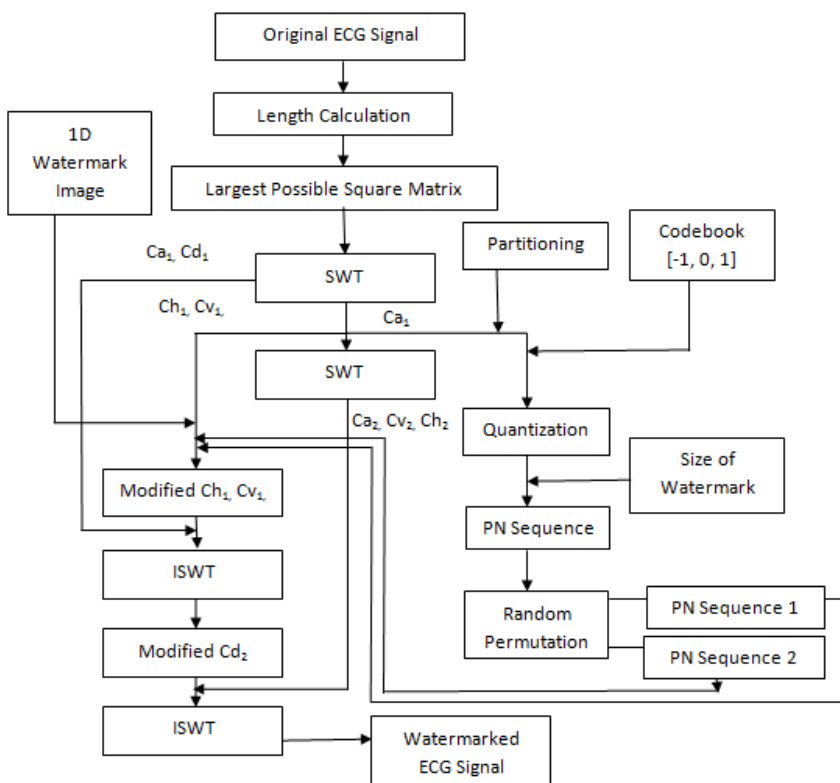 Original ECG Signal
Length Calculation
1D
Watermark
Image
Largest Possible Square Matrix
Partitioning
Codebook
[-1, 0, 1]
Ca₁, Cd₁
SWT
Ch₁, Cv₁,
Ca₁
SWT
Ca₂, Cv₂, Ch₂
Quantization
Size of
Watermark
Modified Ch₁, Cv₁,
PN Sequence
ISWT
Random
Permutation
PN Sequence 1
PN Sequence 2
Modified Cd₂
ISWT
Watermarked
ECG Signal